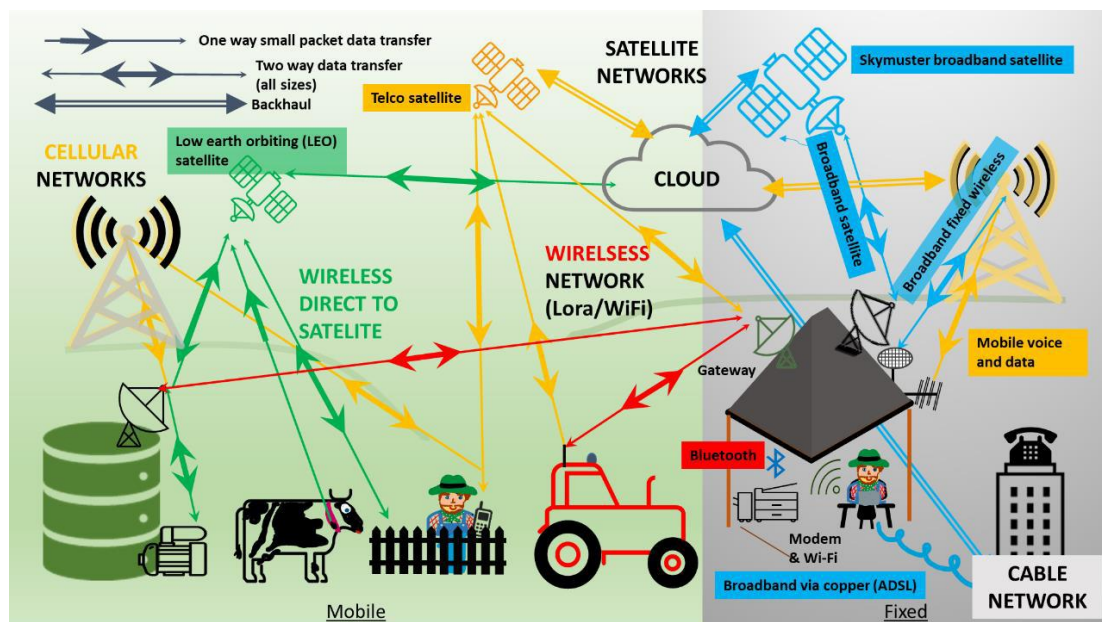 One way small packet data transfer
Two way data transfer
(all sizes)
Backhaul
SATELLITE
NETWORKS
Skymuster broadband satellite
Telco satellite
Low earth orbiting (LEO)
satellite
CELLULAR
NETWORKS
CLOUD
Broadband satellite
Broadband fixed wireless
WIRELESS
DIRECT TO
SATELITE
WIRELSESS
NETWORK
(Lora/WiFi)
Mobile voice
and data
Gateway
Bluetooth
Modem
& Wi-Fi
Broadband via copper (ADSL)
CABLE
NETWORK
Mobile
Fixed